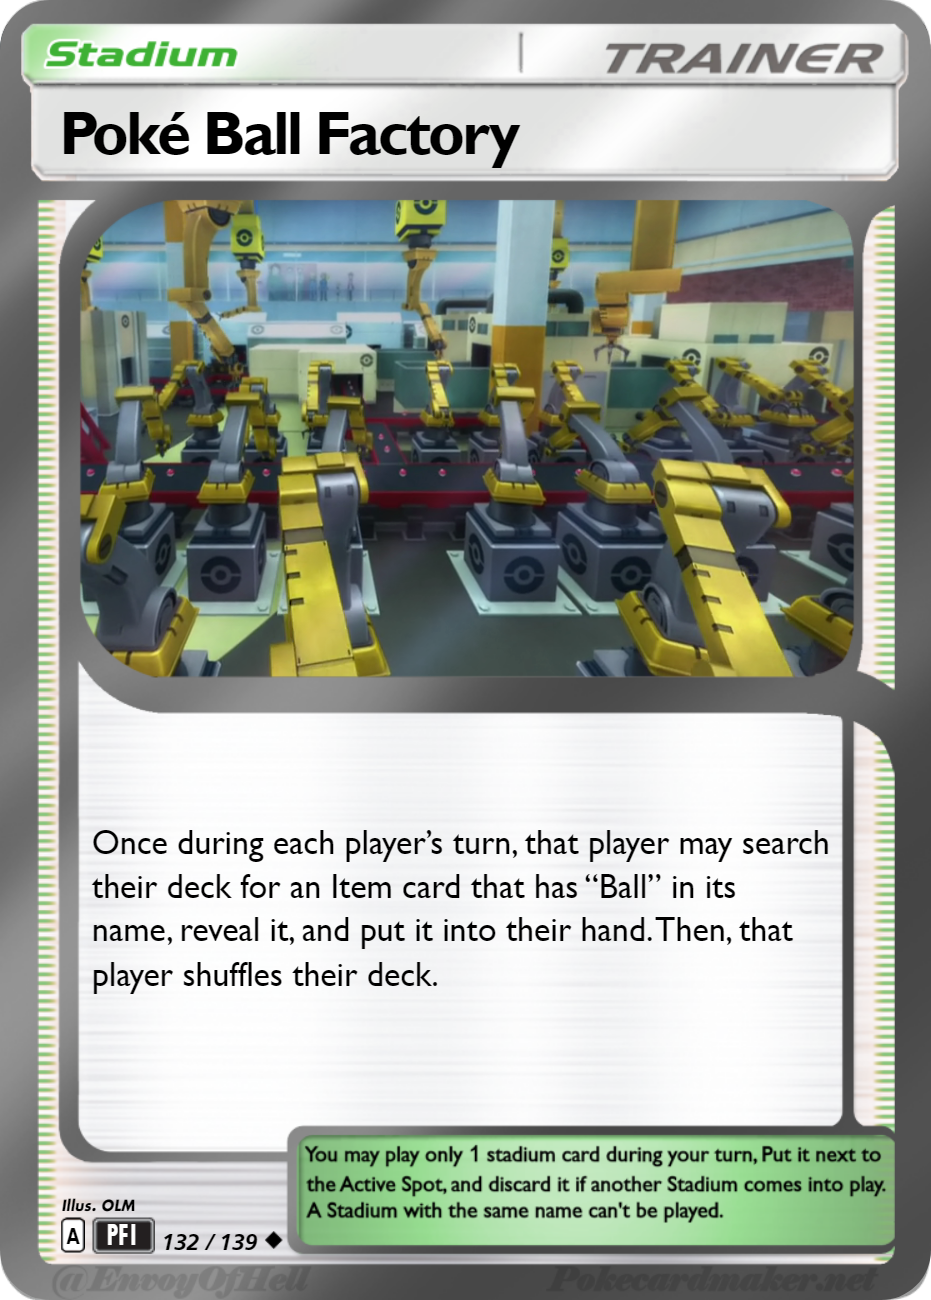 Stadium
TRAINER
Poké Ball Factory
Once during each player’s turn, that player may search
their deck for an Item card that has “Ball” in its
name, reveal it, and put it into their hand. Then, that
player shuffles their deck.
You may play only 1 stadium card during your turn, Put it next to
the Active Spot, and discard it if another Stadium comes into play.
A Stadium with the same name can't be played.
Illus. OLM
A PFI 132 / 139
@EnvoyOfHell
Pokecardmaker.net